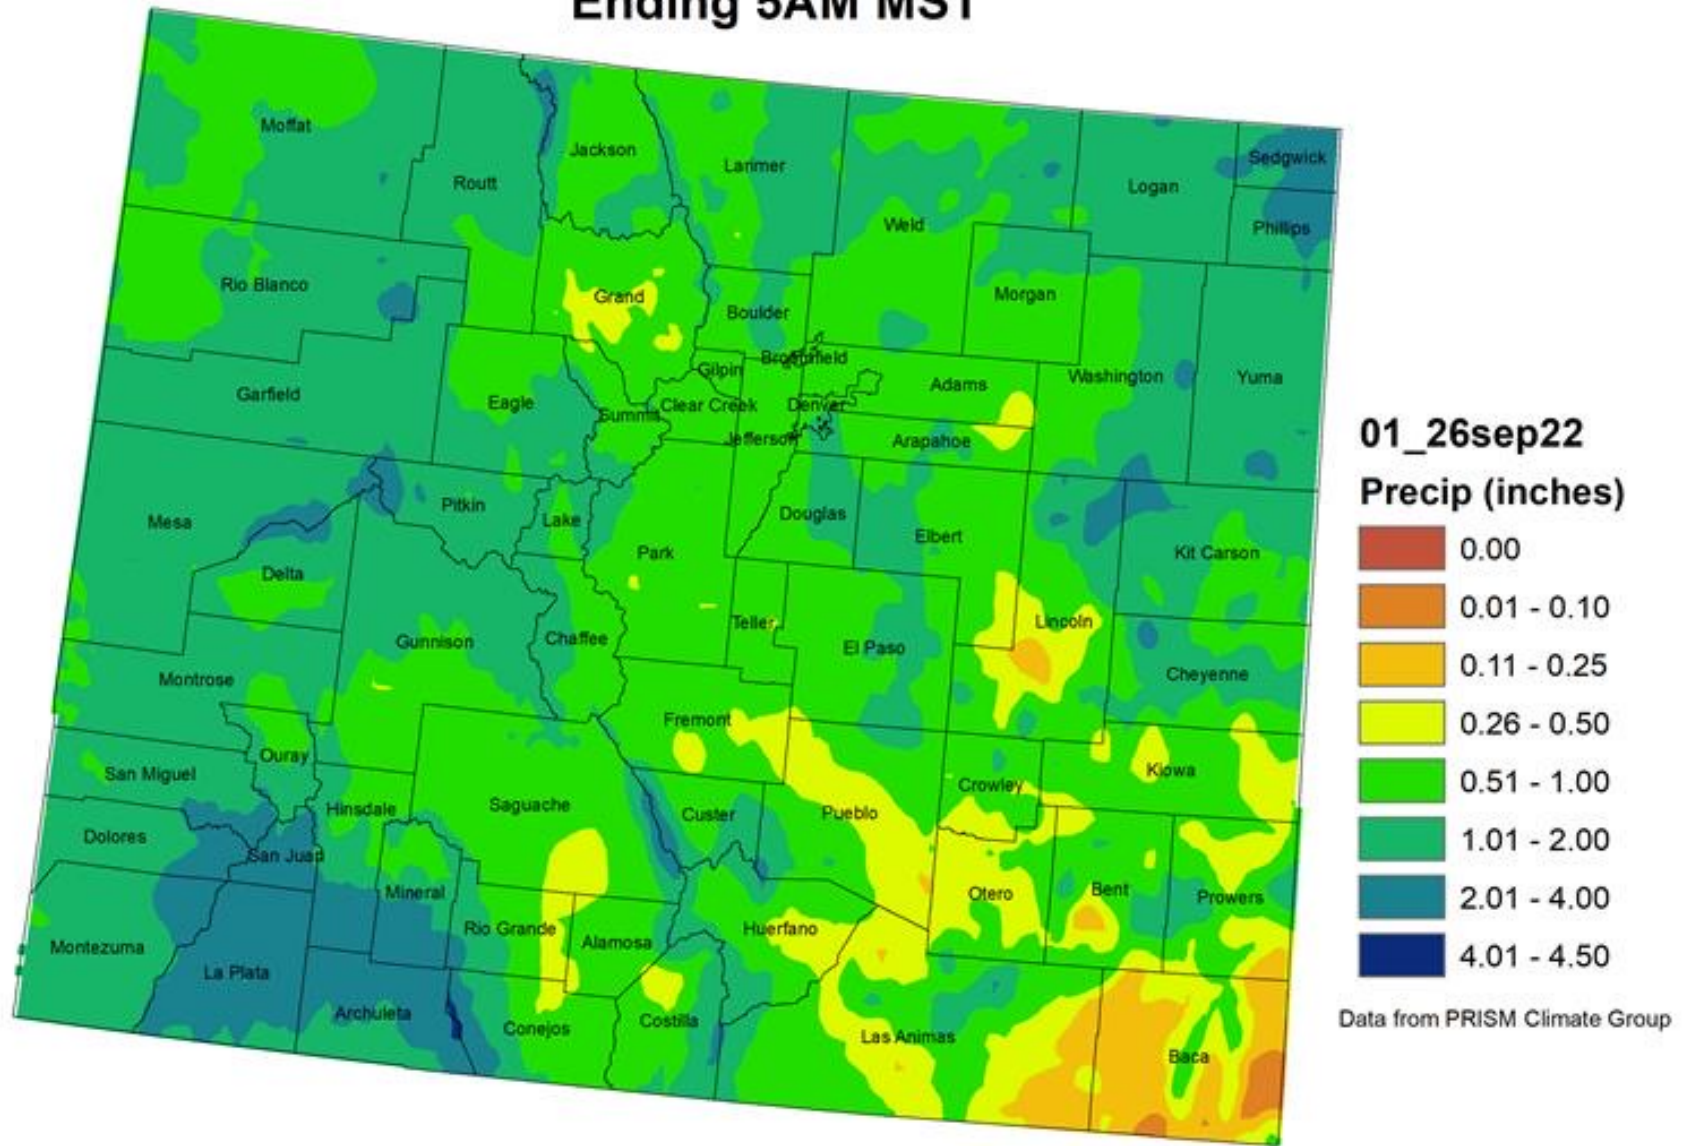 Ending 5AM MST
Moffat
Routt
Jackson
Larimer
Weld
Logan
Sedgwick
Phillips
Rio Blanco
Grand
Boulder
Morgan
Garfield
Eagle
Summit
Gilpin
Clear Creek
Broomfield
Denver
Jefferson
Adams
Arapahoe
Washington
Yuma
Mesa
Pitkin
Lake
Park
Douglas
Elbert
Kit Carson
Delta
Gunnison
Chaffee
Teller
El Paso
Lincoln
Cheyenne
Montrose
Fremont
Ouray
San Miguel
Hinsdale
Saguache
Custer
Pueblo
Crowley
Kiowa
Dolores
San Juan
Mineral
Rio Grande
Alamosa
Huerfano
Otero
Bent
Prowers
Montezuma
La Plata
Archuleta
Conejos
Costilla
Las Animas
Baca
01_26sep22
Precip (inches)
0.00
0.01 - 0.10
0.11 - 0.25
0.26 - 0.50
0.51 - 1.00
1.01 - 2.00
2.01 - 4.00
4.01 - 4.50
Data from PRISM Climate Group